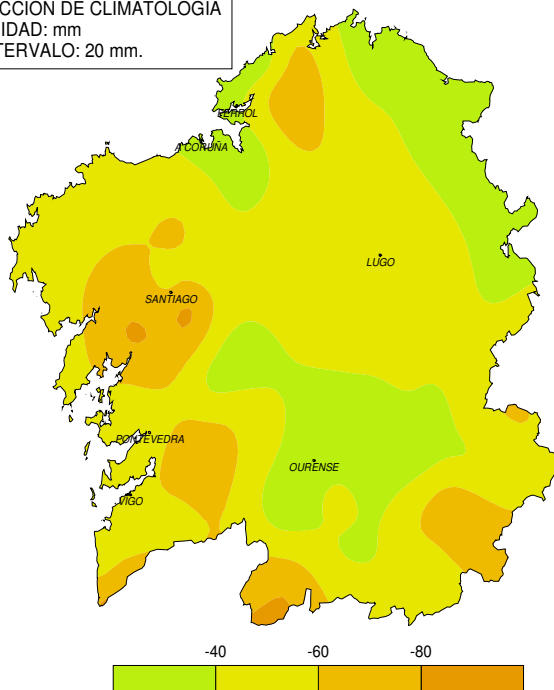 CCION DE CLIMATOLOGIA
IDAD: mm
TERVALO: 20 mm.
FERROL
A CORUÑA
LUGO
SANTIAGO
PONTEVEDRA
OURENSE
VIGO
-40 -60 -80